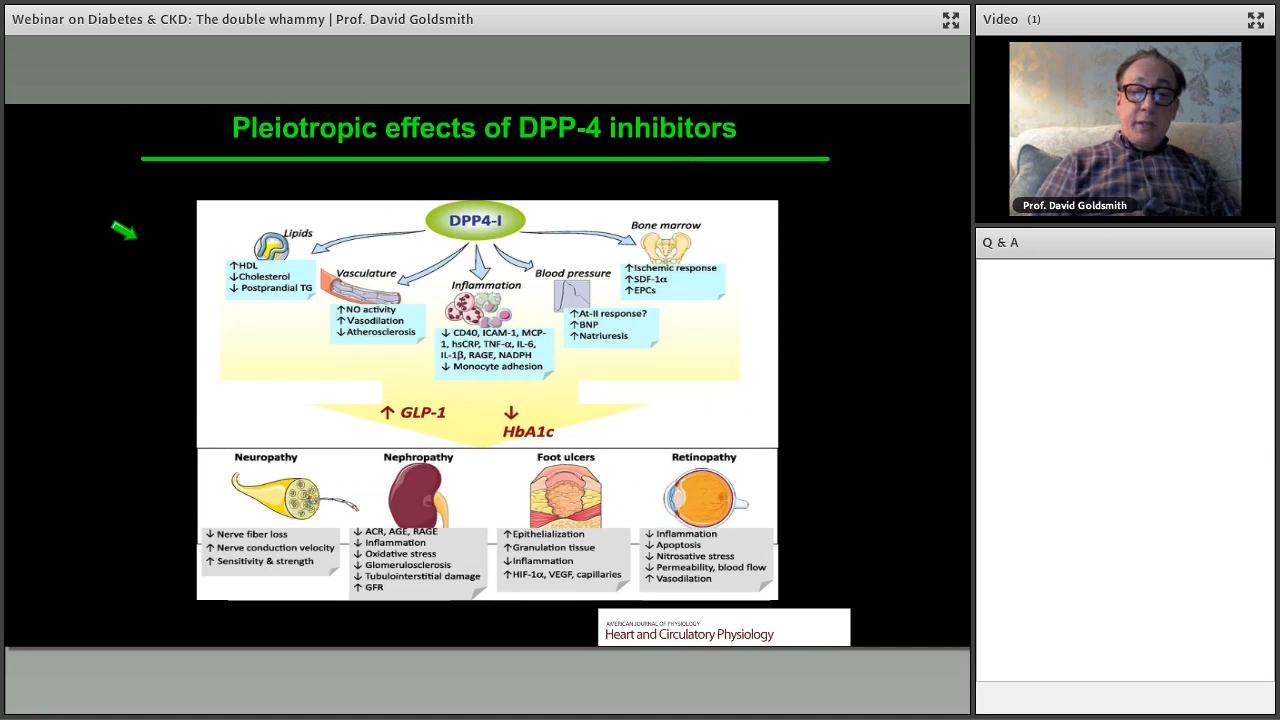 Webinar on Diabetes & CKD: The double whammy | Prof. David Goldsmith
Video (1)
Prof. David Goldsmith
Q & A
Pleiotropic effects of DPP-4 inhibitors
DPP4-I
Lipids
↑HDL
↓Cholesterol
↓ Postprandial TG
Vasculature
↑NO activity
↑ Vasodilation
↓ Atherosclerosis
Inflammation
↓ CD40, ICAM-1, MCP-
1, hsCRP, TNF-α, IL-6,
IL-1β, RAGE, NADPH
↓ Monocyte adhesion
Blood pressure
↑At-II response?
↑BNP
↑Natriuresis
Bone marrow
↑Ischemic response
↑SDF-1α
↑EPCs
↑ GLP-1
↓
HbA1c
Neuropathy
↓ Nerve fiber loss
↑ Nerve conduction velocity
↑ Sensitivity & strength
Nephropathy
↓ ACR, AGE, RAGE
↓ Inflammation
↓ Oxidative stress
↓ Glomerulosclerosis
↓ Tubulointerstitial damage
↑ GFR
Foot ulcers
↑Epithelialization
↑Granulation tissue
↓Inflammation
↑HIF-1α, VEGF, capillaries
Retinopathy
↓ Inflammation
↓ Apoptosis
↓ Nitrosative stress
↓ Permeability, blood flow
↑ Vasodilation
AMERICAN JOURNAL OF PHYSIOLOGY
Heart and Circulatory Physiology